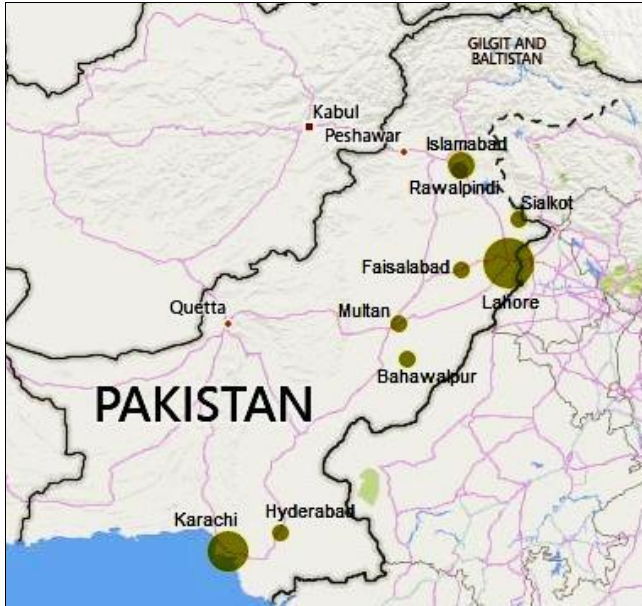 GILGIT AND
BALTISTAN
Kabul
Peshawar
Islamabad
Rawalpindi
Sialkot
Faisalabad
Lahore
Quetta
Multan
Bahawalpur
PAKISTAN
Karachi
Hyderabad